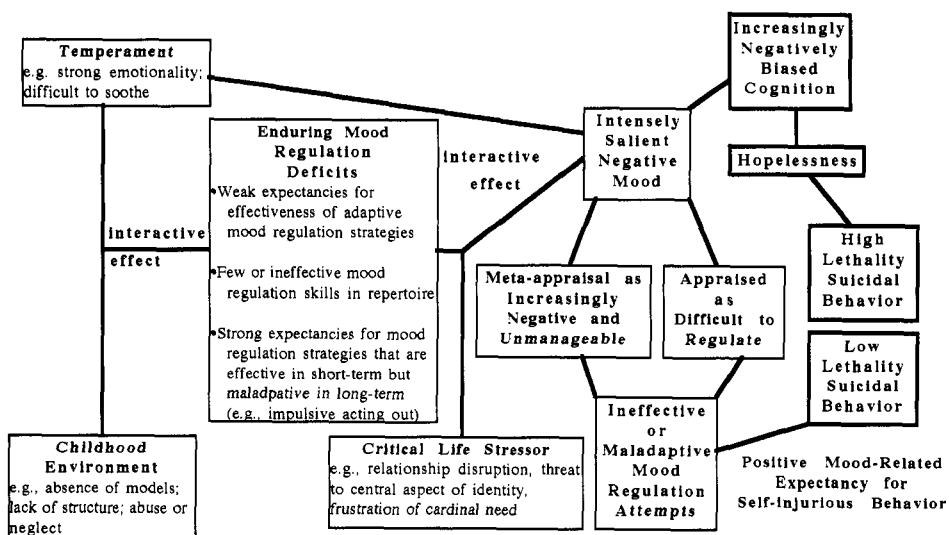 Temperament
e.g. strong emotionality;
difficult to soothe
Enduring Mood
Regulation
Deficits
•Weak expectancies for
effectiveness of adaptive
mood regulation strategies
•Few or ineffective mood
regulation skills in repertoire
•Strong expectancies for mood
regulation strategies that are
effective in short-term but
maladpative in long-term
(e.g., impulsive acting out)
interactive
effect
Childhood
Environment
e.g., absence of models;
lack of structure; abuse or
neglect
interactive
effect
Critical Life Stressor
e.g., relationship disruption, threat
to central aspect of identity,
frustration of cardinal need
Intensely
Salient
Negative
Mood
Meta-appraisal as
Increasingly
Negative and
Unmanageable
Appraised
as
Difficult to
Regulate
Ineffective
or
Maladaptive
Mood
Regulation
Attempts
Increasingly
Negatively
Biased
Cognition
Hopelessness
High
Lethality
Suicidal
Behavior
Low
Lethality
Suicidal
Behavior
Positive Mood-Related
Expectancy for
Self-injurious Behavior